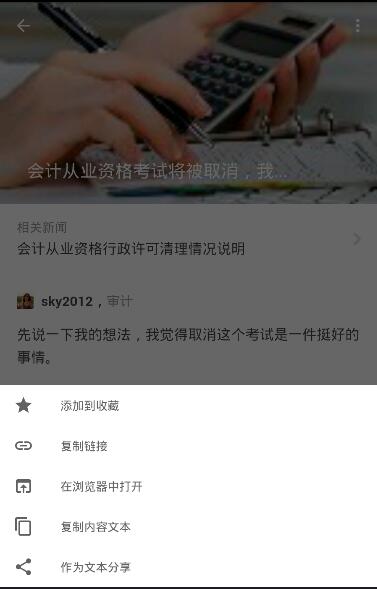 会计从业资格考试将被取消，我...
相关新闻
会计从业资格行政许可清理情况说明
sky2012，审计
先说一下我的想法，我觉得取消这个考试是一件挺好的
事情。
添加到收藏
复制链接
在浏览器中打开
复制内容文本
作为文本分享